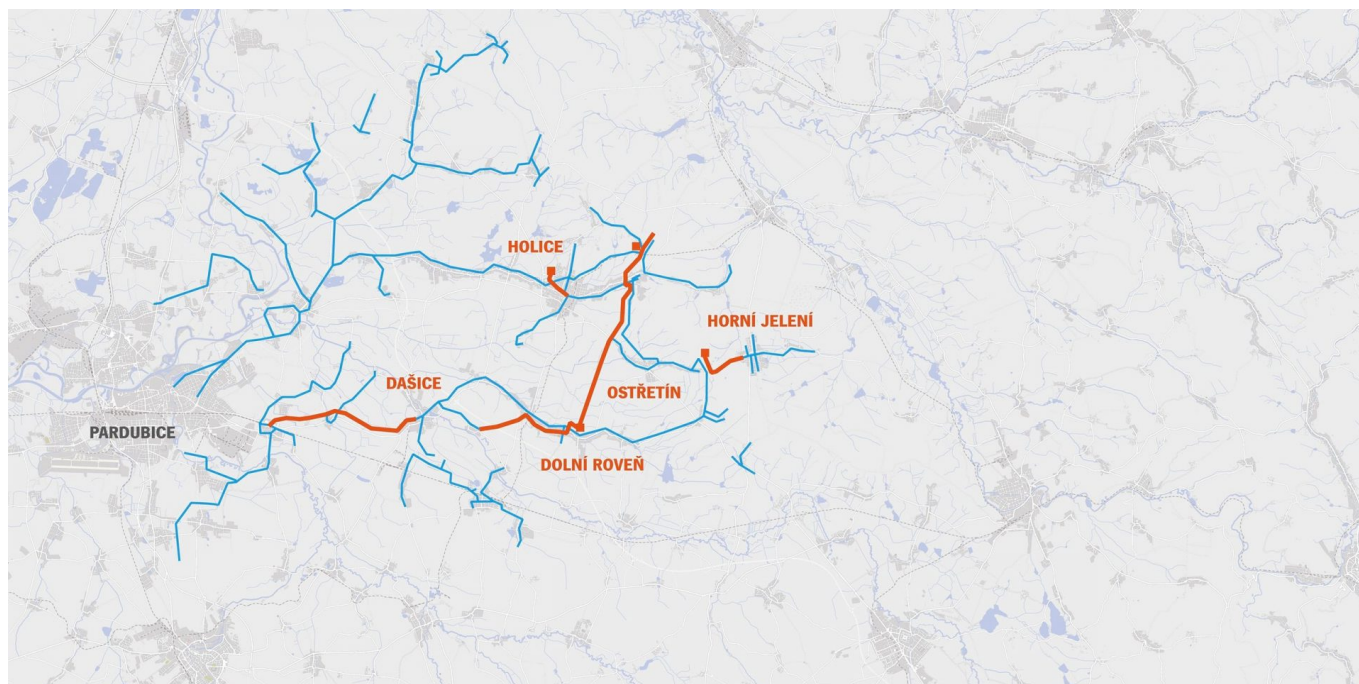 HOLICE
HORNÍ JELENÍ
DAŠICE
OSTŘETÍN
PARDUBICE
DOLNÍ ROVEŇ